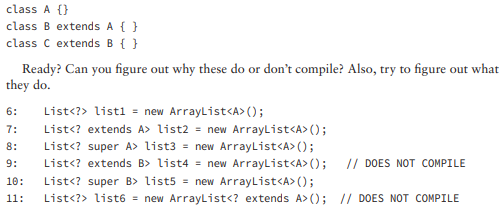 class A {}
class B extends A { }
class C extends B { }
Ready? Can you figure out why these do or don't compile? Also, try to figure out what
they do.
6: List<?> list1 = new ArrayList<A>();
7: List<? extends A> list2 = new ArrayList<A>();
8: List<? super A> list3 = new ArrayList<A>();
9: List<? extends B> list4 = new ArrayList<A>(); // DOES NOT COMPILE
10: List<? super B> list5 = new ArrayList<A>();
11: List<?> list6 = new ArrayList<? extends A>(); // DOES NOT COMPILE